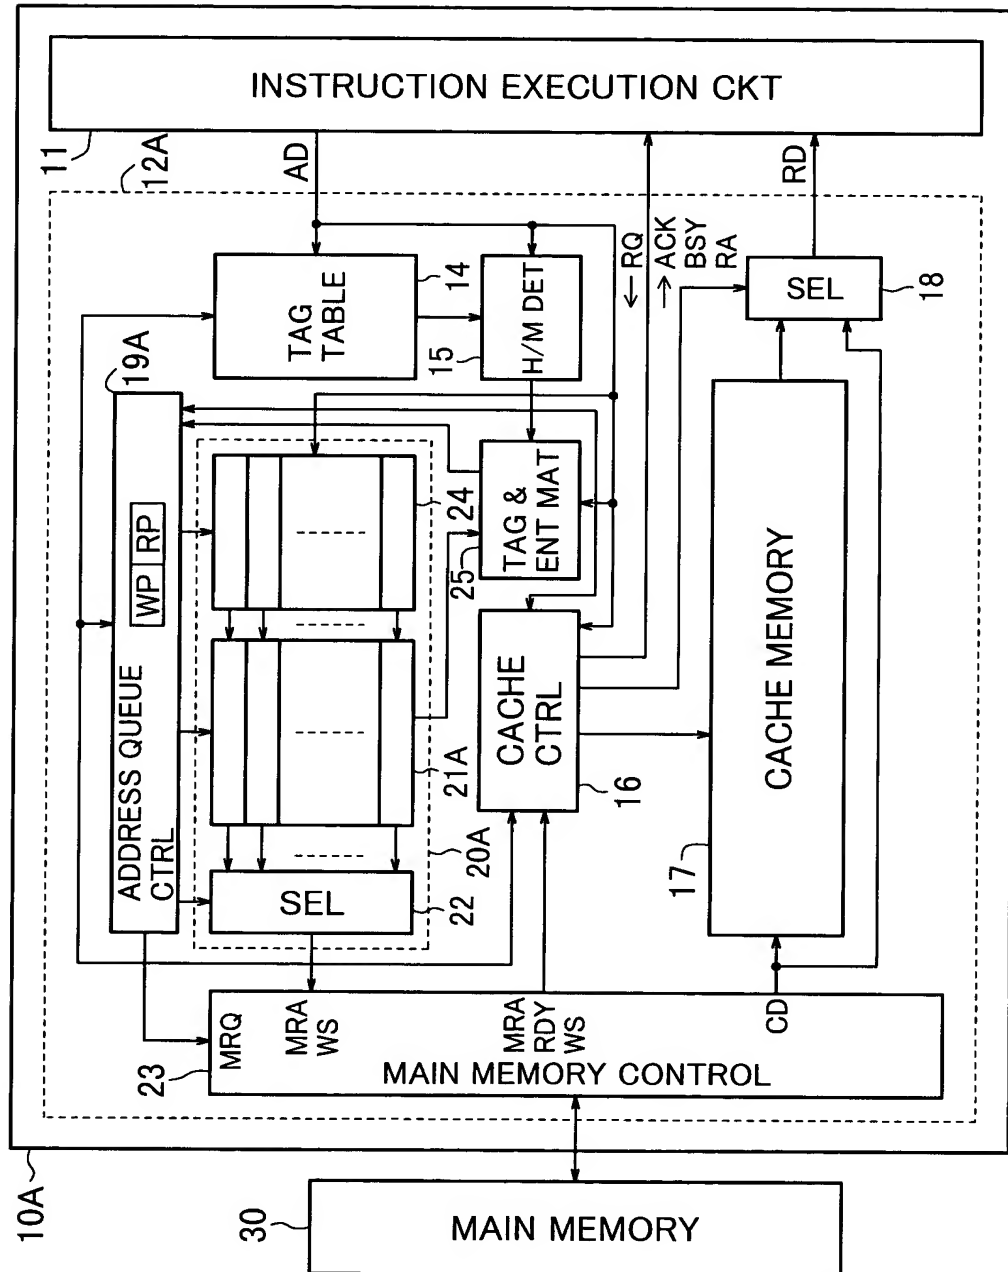 INSTRUCTION EXECUTION CKT
11
12A
AD
RD
← RQ
→ ACK
BSY
RA
TAG
TABLE
14
H/M DET
15
SEL
18
19A
ADDRESS QUEUE
CTRL
WP
RP
24
TAG &
ENT MAT
25
21A
CACHE
CTRL
16
CACHE MEMORY
17
20A
SEL
22
MRQ
MRA
WS
MRA
RDY
WS
CD
MAIN MEMORY CONTROL
23
10A
MAIN MEMORY
30